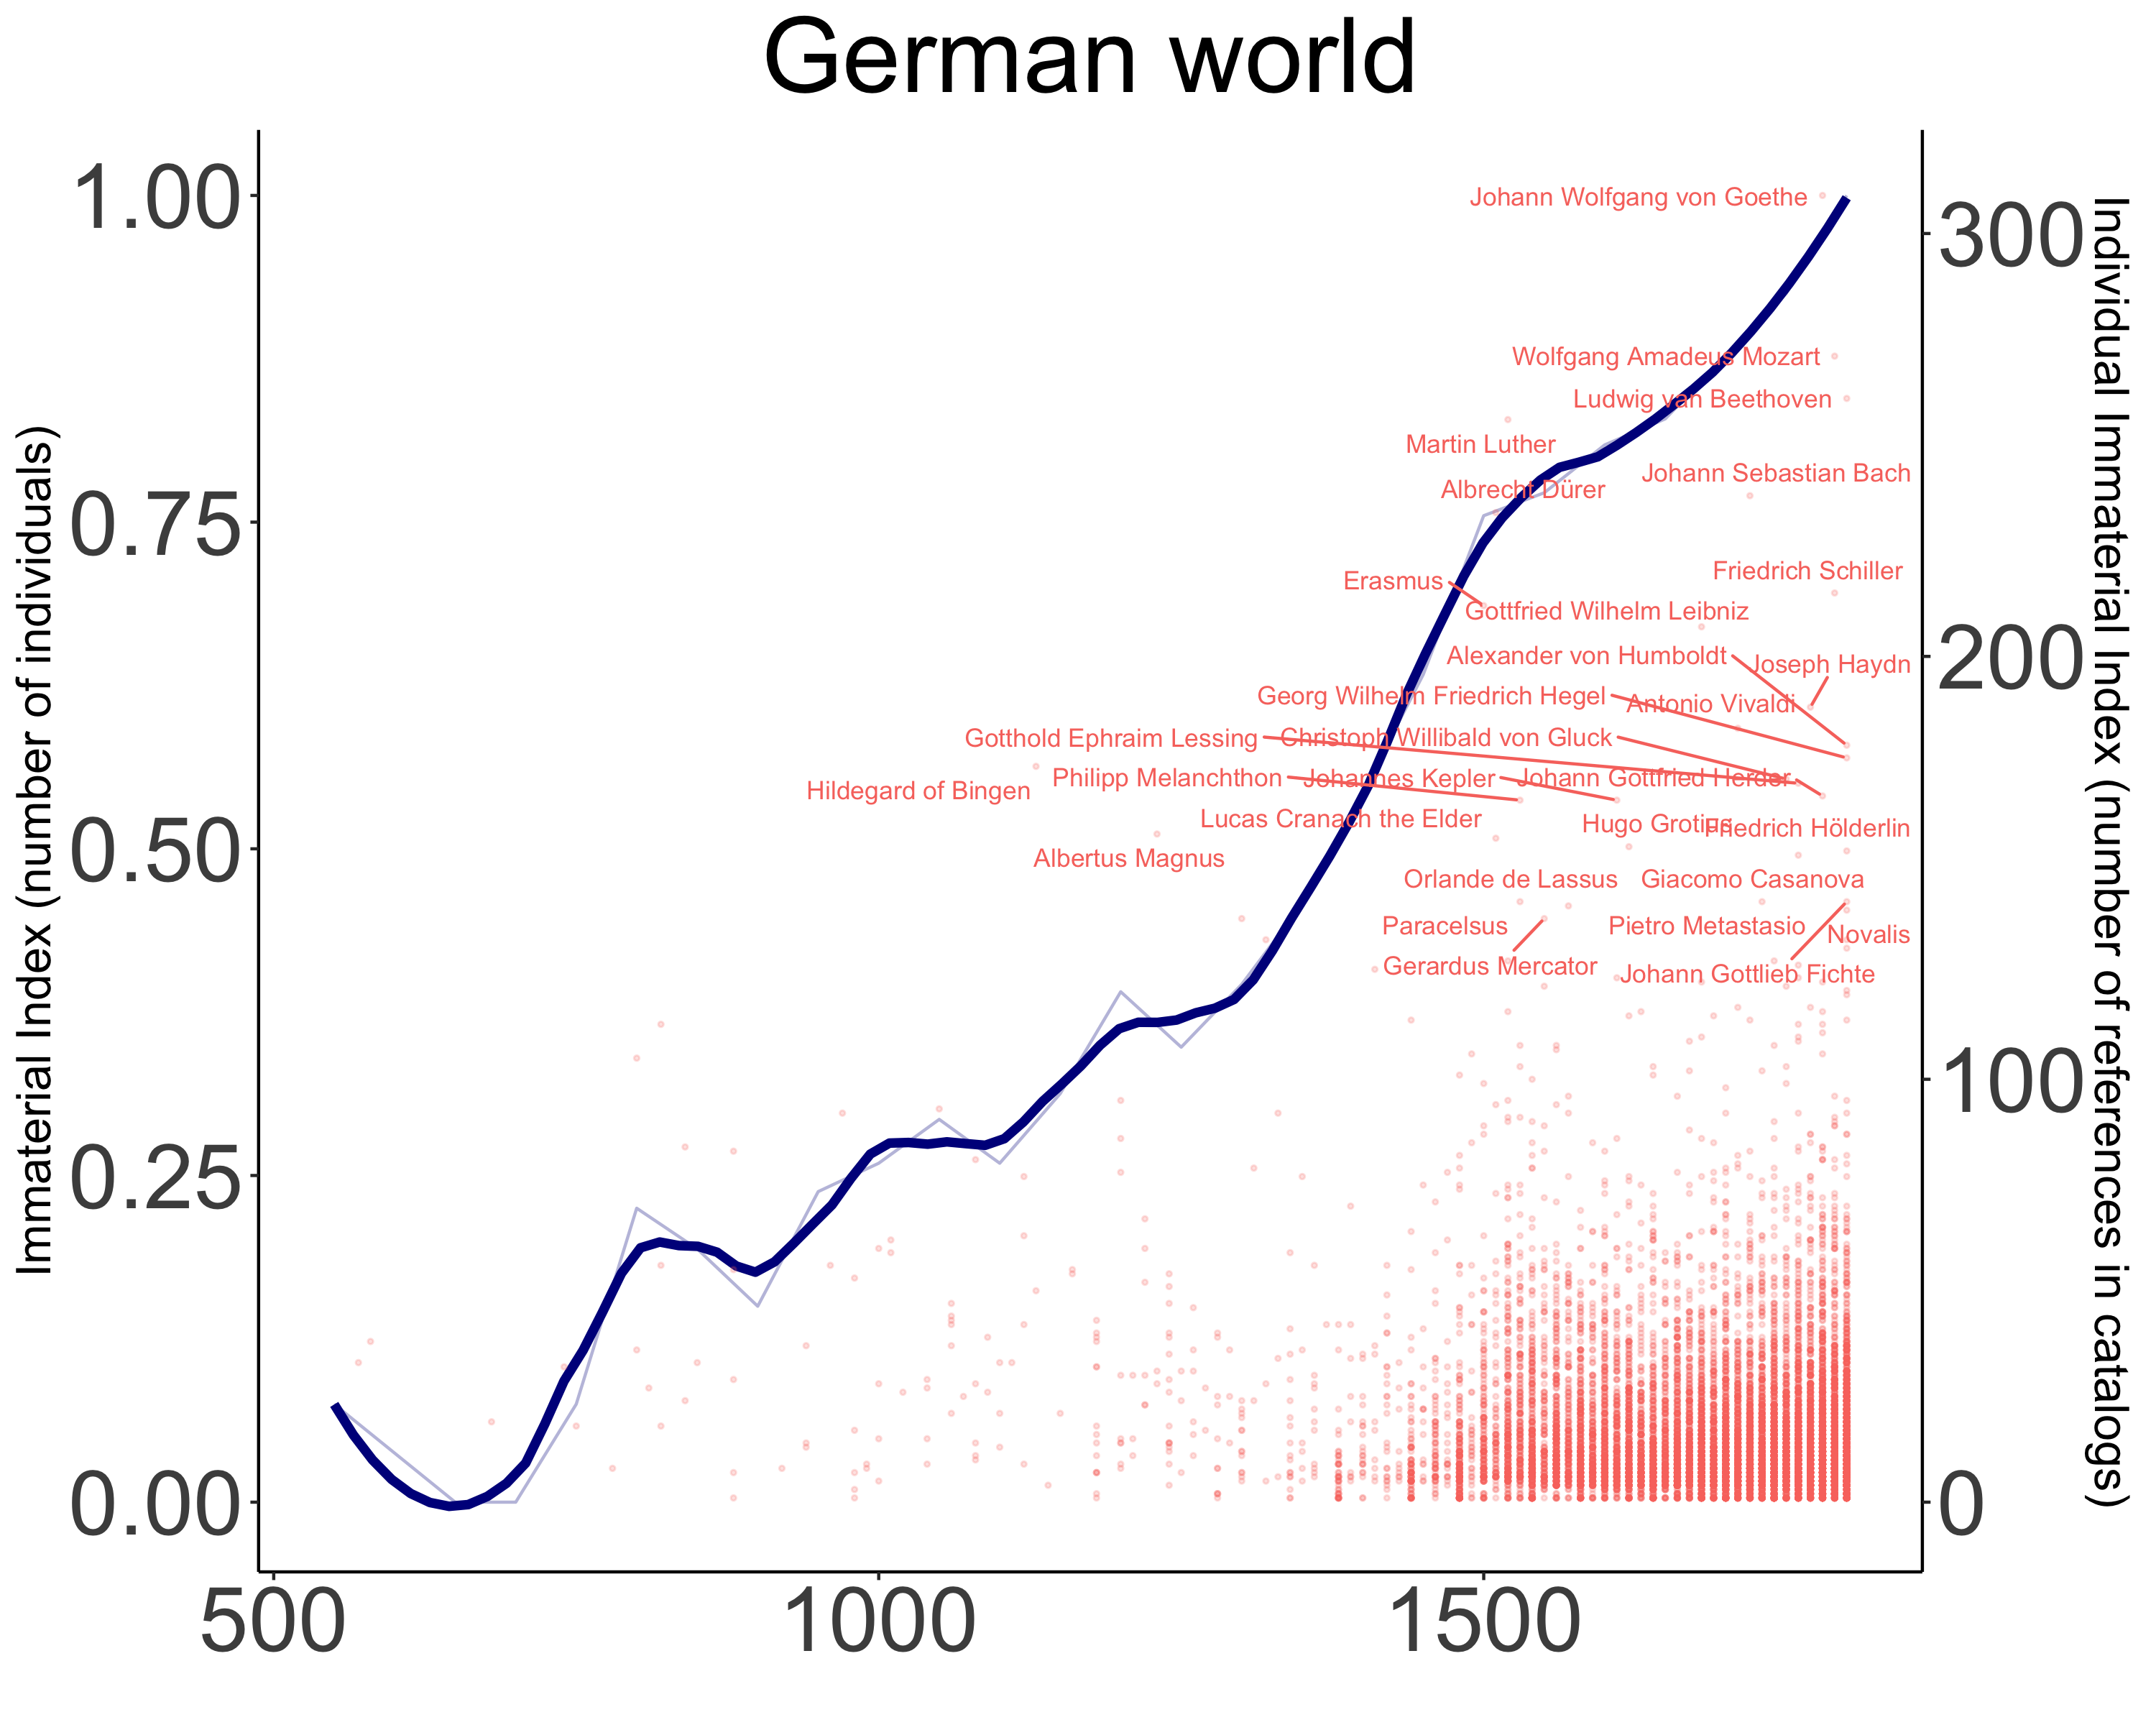 German world
Immaterial Index (number of individuals)
1.00
0.75
0.50
0.25
0.00
Johann Wolfgang von Goethe
Wolfgang Amadeus Mozart
Ludwig van Beethoven
Martin Luther
Johann Sebastian Bach
Albrecht Dürer
Friedrich Schiller
Erasmus
Gottfried Wilhelm Leibniz
Alexander von Humboldt
Joseph Haydn
Georg Wilhelm Friedrich Hegel
Antonio Vivaldi
Gotthold Ephraim Lessing
Christoph Willibald von Gluck
Hildegard of Bingen
Philipp Melanchthon
Johannes Kepler
Johann Gottfried Herder
Lucas Cranach the Elder
Hugo Grotius
Friedrich Hölderlin
Albertus Magnus
Orlande de Lassus
Giacomo Casanova
Paracelsus
Pietro Metastasio
Novalis
Gerardus Mercator
Johann Gottlieb Fichte
300
200
100
0
Individual Immaterial Index (number of references in catalogs)
500
1000
1500